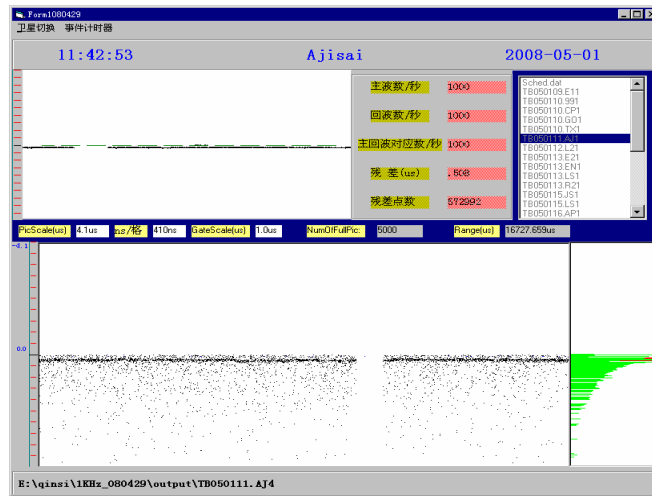 Form1080429
卫星切换 事件计时器
11:42:53 Ajisai 2008-05-01
主波数/秒 1000
回波数/秒 1000
主回波对应数/秒 1000
残 差(us) .508
残差点数 572992
Sched.dat
TB050109.E11
TB050110.991
TB050110.CP1
TB050110.GO1
TB050110.TX1
TB050111.AJ1
TB050112.L21
TB050113.E21
TB050113.EN1
TB050113.LS1
TB050113.R21
TB050115.JS1
TB050115.LS1
TB050116.AP1
PicScale(us) 4.1us ns/格 410ns GateScale(us) 1.0us NumOfFullPic: 5000 Range(us) 16727.659us
-4.1
0.0
E:\qinsi\1KHz_080429\output\TB050111.AJ4